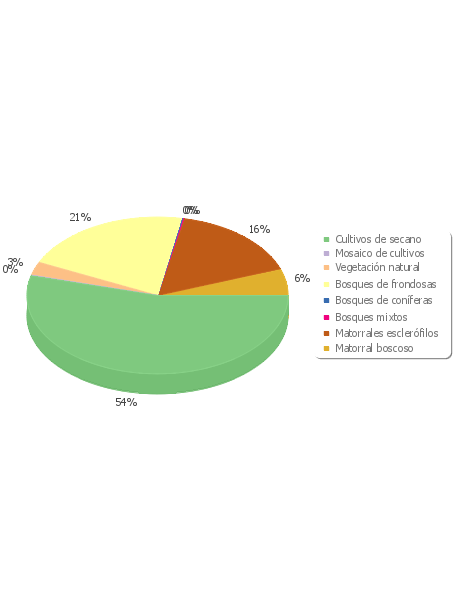 21%
0%
0%
16%
3%
0%
6%
54%
Cultivos de secano
Mosaico de cultivos
Vegetación natural
Bosques de frondosas
Bosques de coníferas
Bosques mixtos
Matorrales esclerófilos
Matorral boscoso